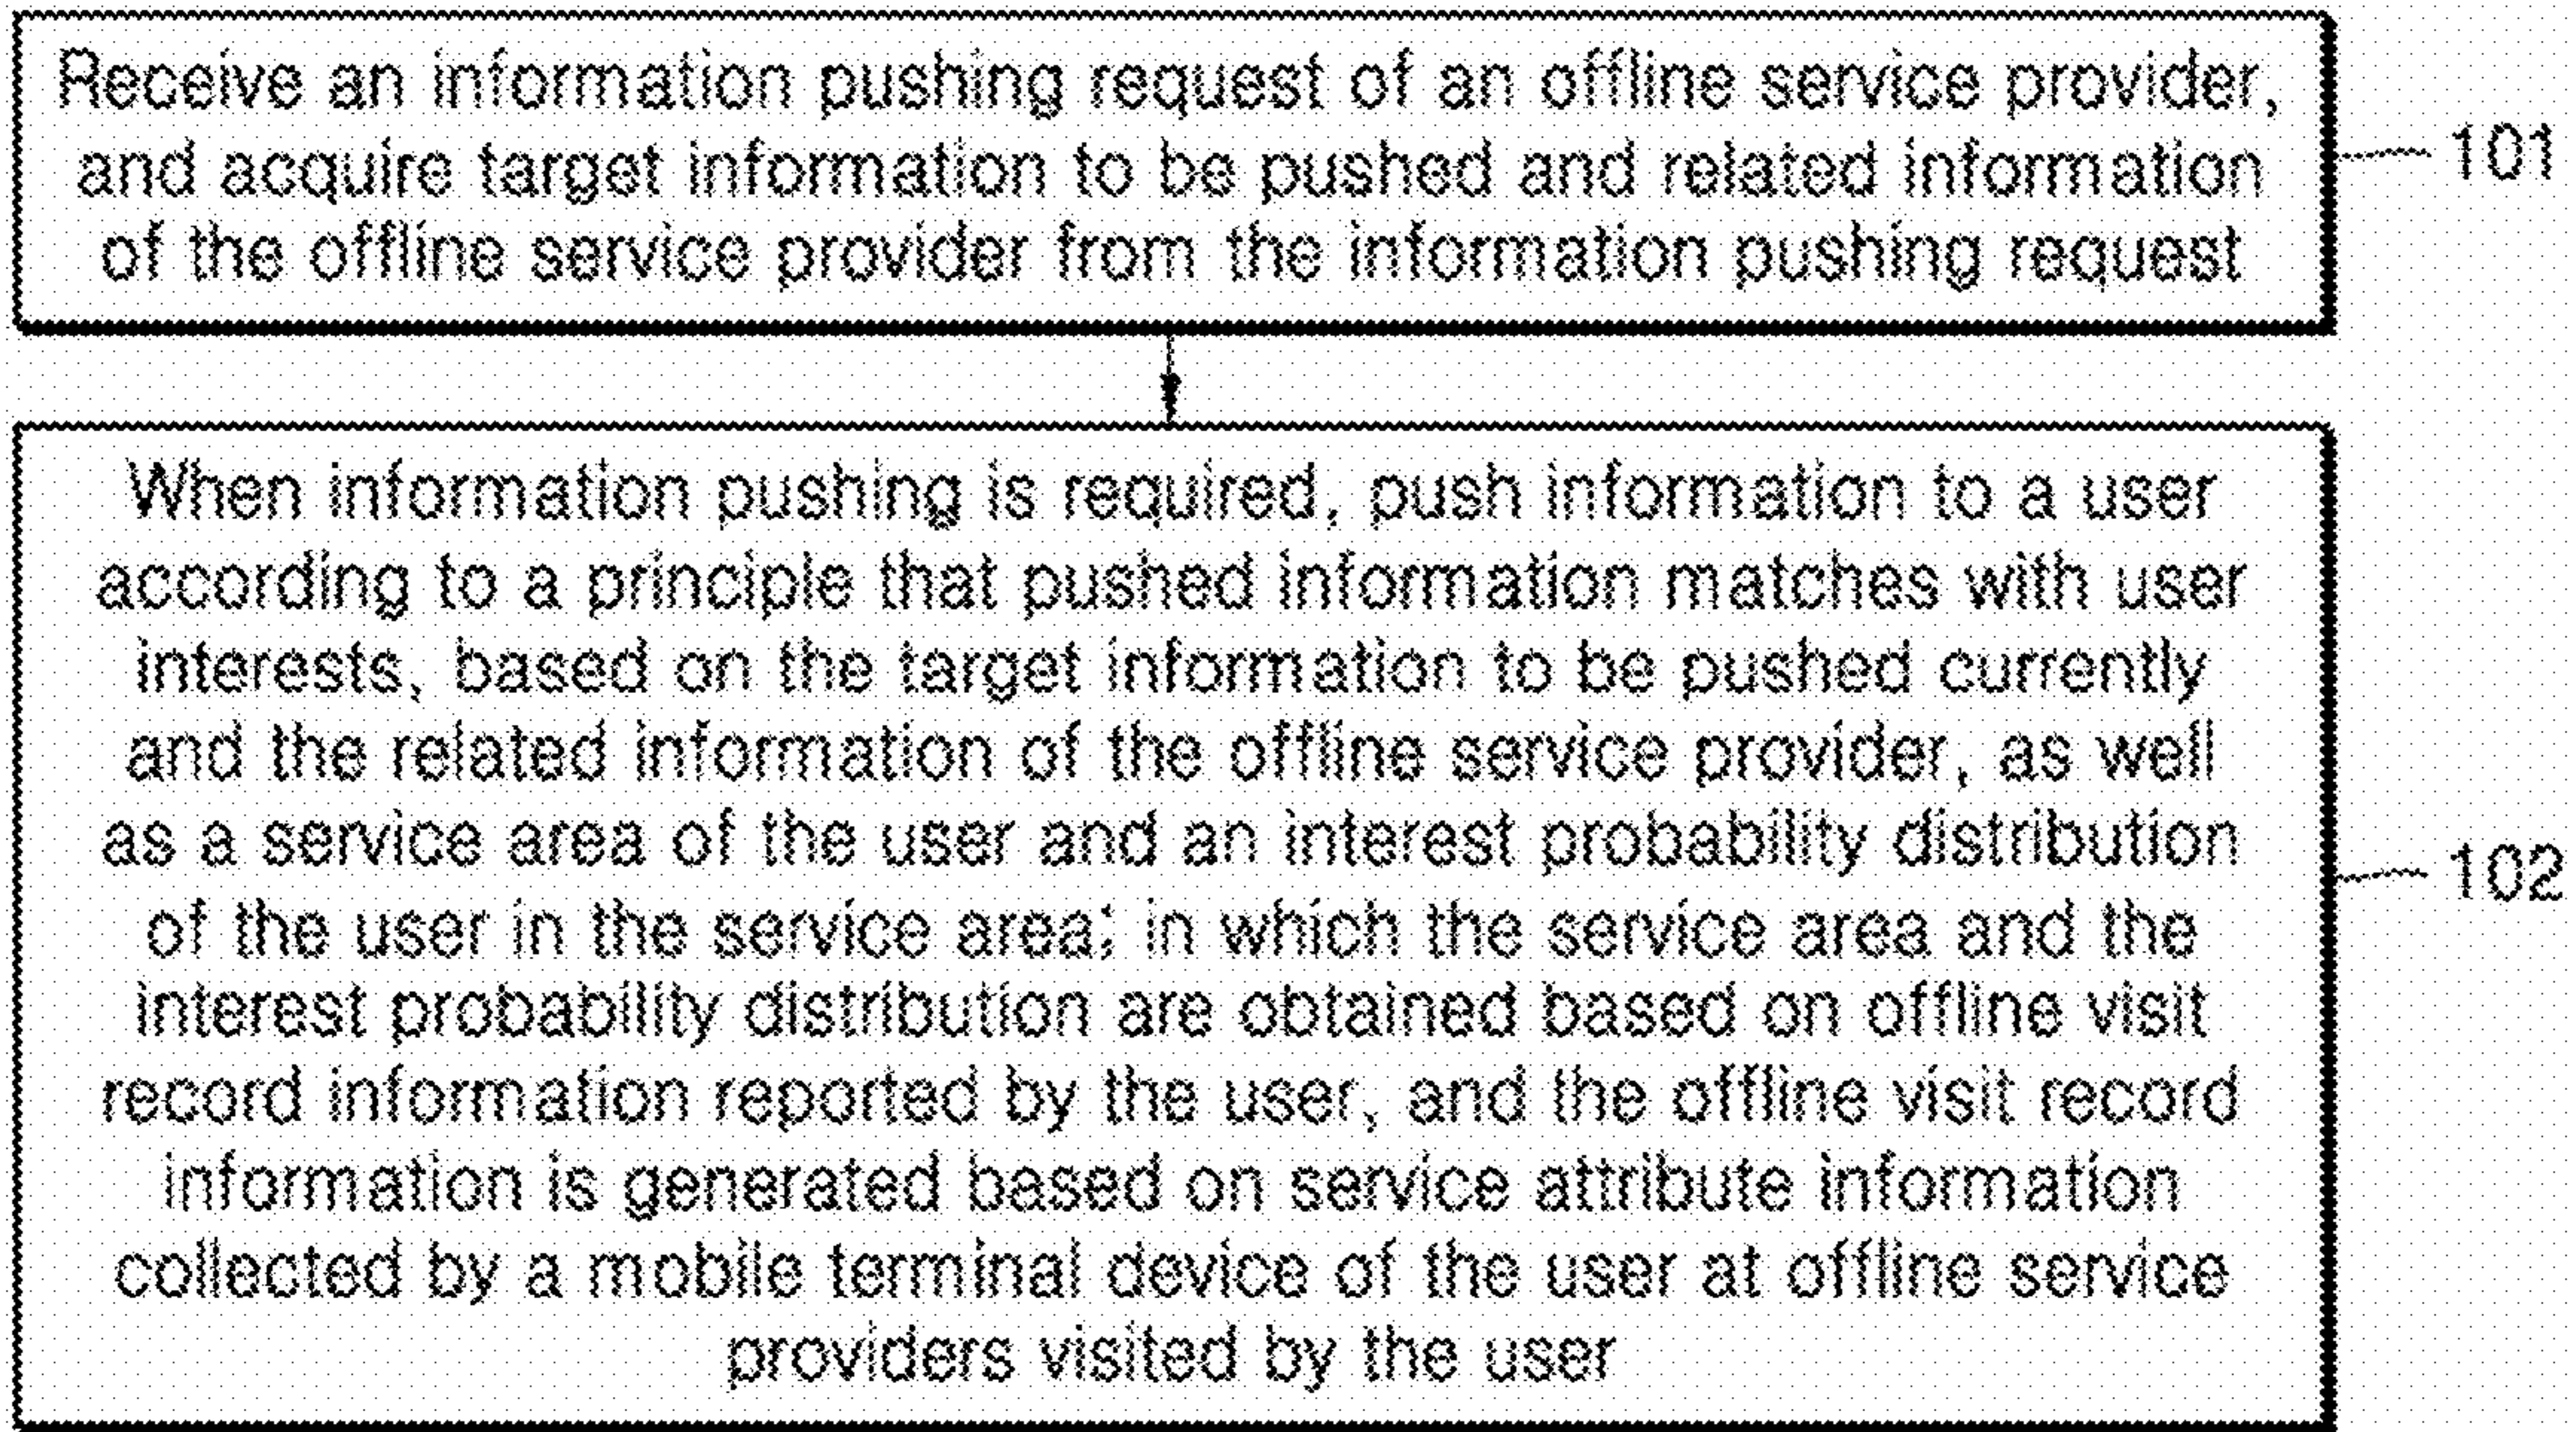 Receive an information pushing request of an offline service provider,
and acquire target information to be pushed and related information
of the offline service provider from the information pushing request
101
When information pushing is required, push information to a user
according to a principle that pushed information matches with user
interests, based on the target information to be pushed currently
and the related information of the offline service provider, as well
as a service area of the user and an interest probability distribution
of the user in the service area; in which the service area and the
interest probability distribution are obtained based on offline visit
record information reported by the user, and the offline visit record
information is generated based on service attribute information
collected by a mobile terminal device of the user at offline service
providers visited by the user
102